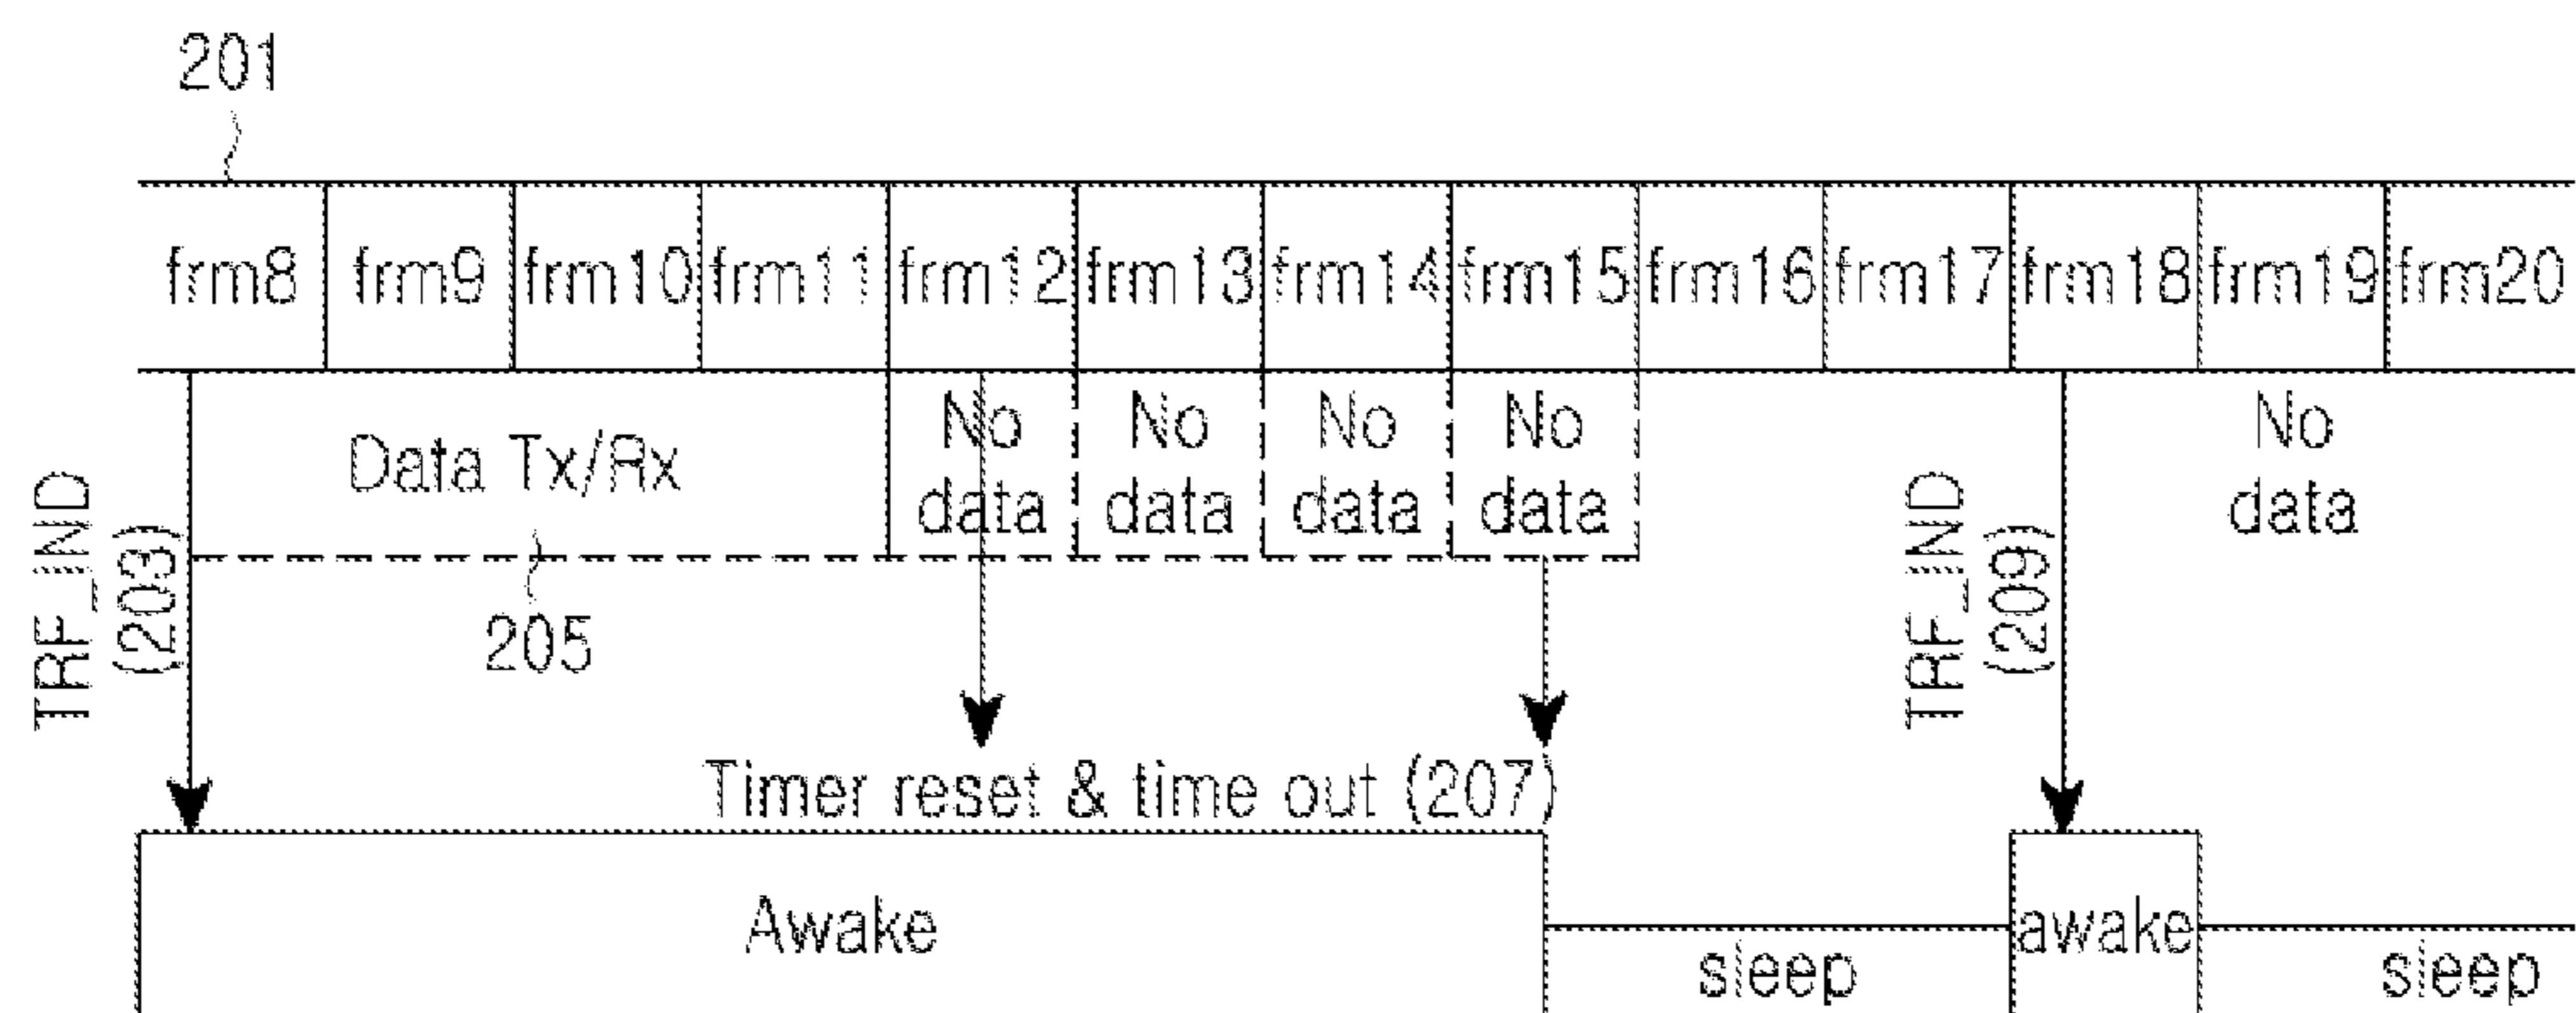 201
frm8 frm9 frm10 frm11 frm12 frm13 frm14 frm15 frm16 frm17 frm18 frm19 frm20
TRF_IND
(203)
Data Tx/Rx
205
No
data
No
data
No
data
No
data
TRF_IND
(209)
No
data
Timer reset & time out (207)
Awake
sleep
awake
sleep